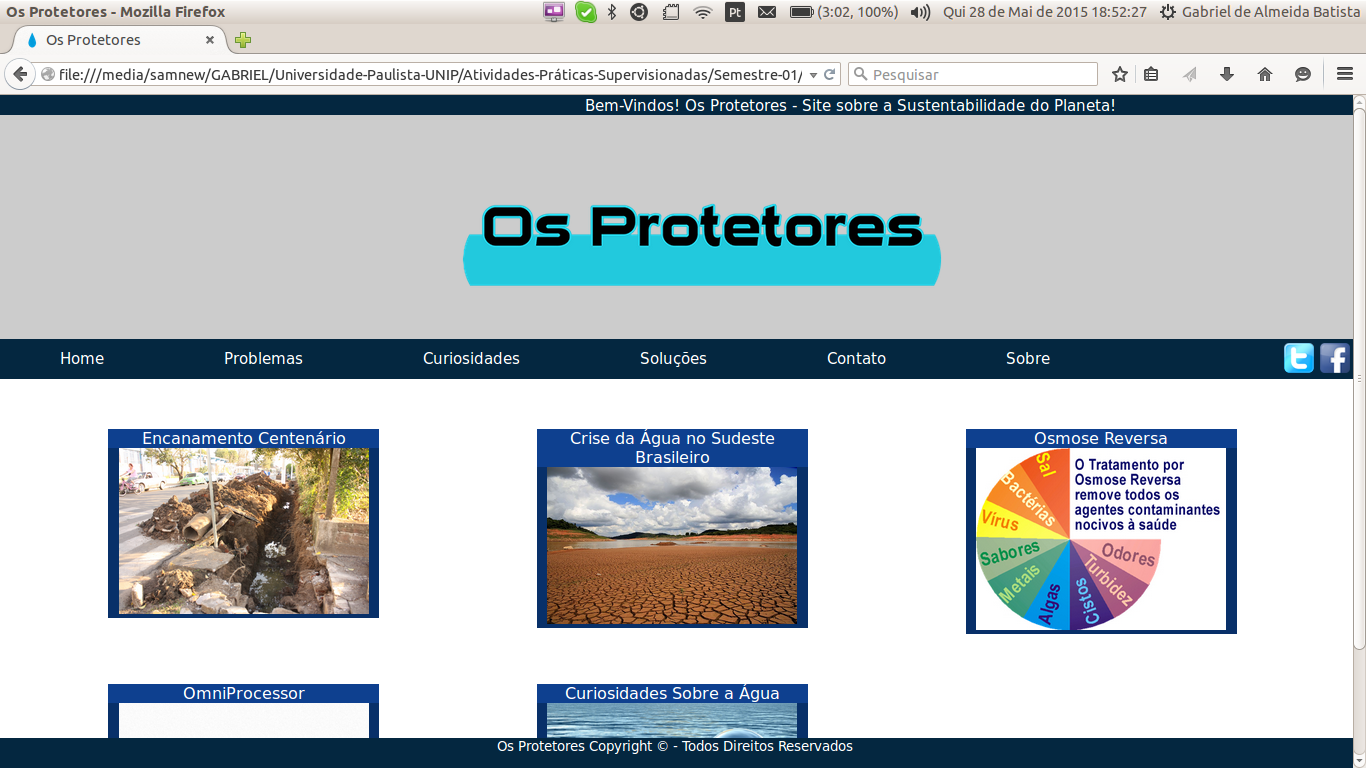 Os Protetores - Mozilla Firefox
Pt
(3:02, 100%)
Qui 28 de Mai de 2015 18:52:27
Gabriel de Almeida Batista
Os Protetores
file:///media/samnew/GABRIEL/Universidade-Paulista-UNIP/Atividades-Práticas-Supervisionadas/Semestre-01/
Pesquisar
Bem-Vindos! Os Protetores - Site sobre a Sustentabilidade do Planeta!
Os Protetores
Home
Problemas
Curiosidades
Soluções
Contato
Sobre
Encanamento Centenário
Crise da Água no Sudeste
Brasileiro
Osmose Reversa
O Tratamento por
Osmose Reversa
remove todos os
agentes contaminantes
nocivos à saúde
Sal
Bactérias
Vírus
Sabores
Metais
Algas
Cistos
Turbidez
Odores
OmniProcessor
Curiosidades Sobre a Água
Os Protetores Copyright © - Todos Direitos Reservados